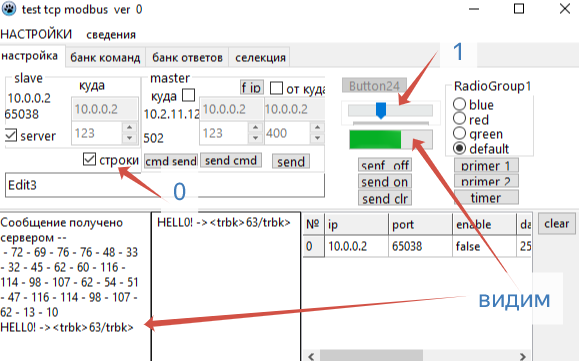 test tcp modbus ver 0
НАСТРОЙКИ сведения
настройка банк команд банк ответов селекция
slave куда master f ip от куда Button24 1 RadioGroup1
куда
10.0.0.2 10.0.0.2 10.2.11.12 10.0.0.2 10.0.0.2 blue
65038 red
server 123 502 123 400 green
default
строки cmd send send cmd send senf_off primer 1
0 send on primer 2
Edit3 send clr timer
Сообщение получено HELLO! -><trbk>63/trbk> № ip port enable da clear
сервером --
- 72 - 69 - 76 - 76 - 48 - 33 0 10.0.0.2 65038 false 25
- 32 - 45 - 62 - 60 - 116 -
114 - 98 - 107 - 62 - 54 - 51
- 47 - 116 - 114 - 98 - 107 - видим
62 - 13 - 10
HELL0! -><trbk>63/trbk>